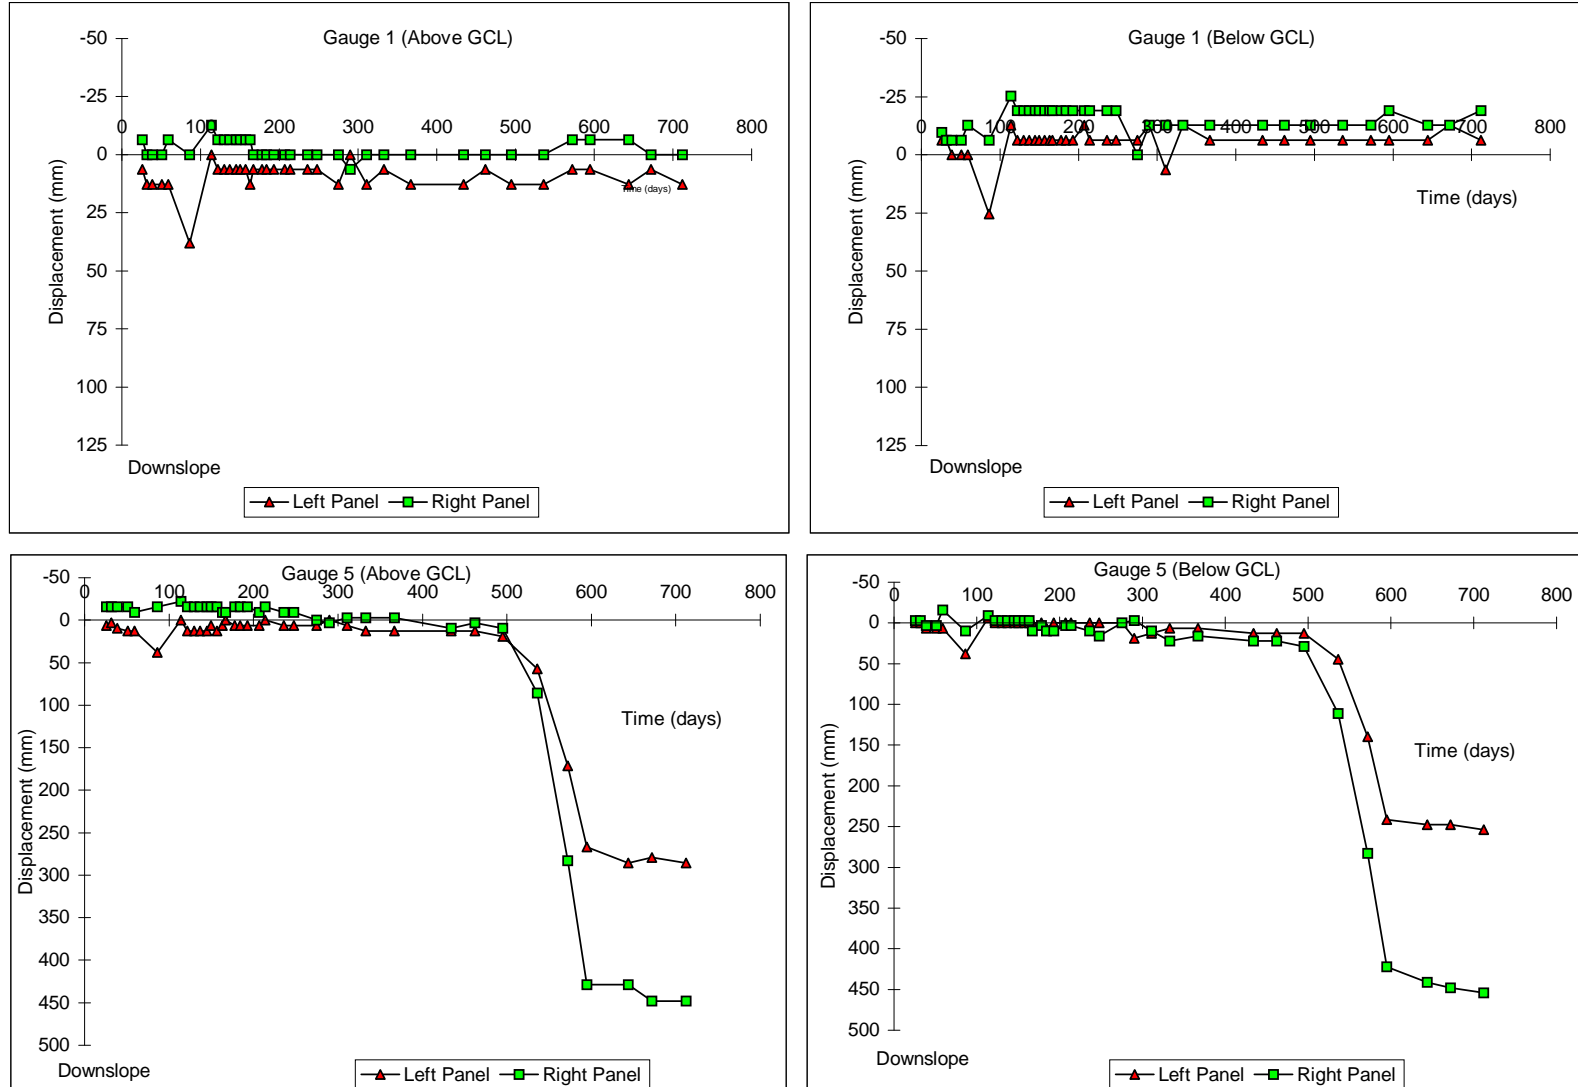 Gauge 1 (Above GCL)
-50
-25
0
25
50
75
100
125
0 100 200 300 400 500 600 700 800
Displacement (mm)
Time (days)
Downslope
Left Panel Right Panel
Gauge 1 (Below GCL)
-50
-25
0
25
50
75
100
125
0 100 200 300 400 500 600 700 800
Displacement (mm)
Time (days)
Downslope
Left Panel Right Panel
Gauge 5 (Above GCL)
-50
0
50
100
150
200
250
300
350
400
450
500
0 100 200 300 400 500 600 700 800
Displacement (mm)
Time (days)
Downslope
Left Panel Right Panel
Gauge 5 (Below GCL)
-50
0
50
100
150
200
250
300
350
400
450
500
0 100 200 300 400 500 600 700 800
Displacement (mm)
Time (days)
Downslope
Left Panel Right Panel